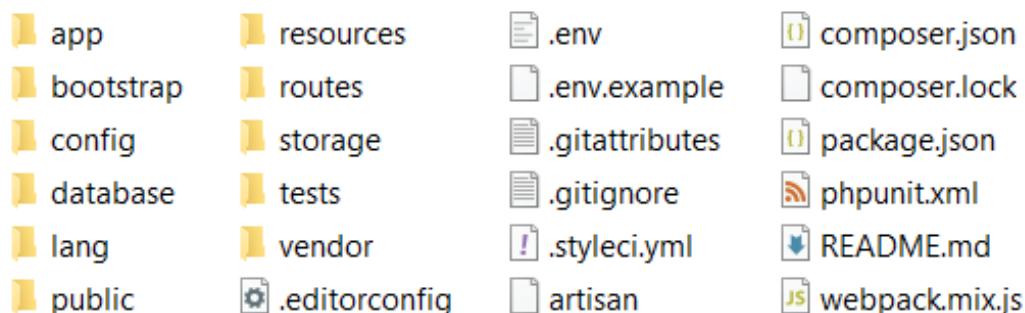 app
bootstrap
config
database
lang
public
resources
routes
storage
tests
vendor
.editorconfig
.env
.env.example
.gitattributes
.gitignore
.styleci.yml
artisan
composer.json
composer.lock
package.json
phpunit.xml
README.md
webpack.mix.js